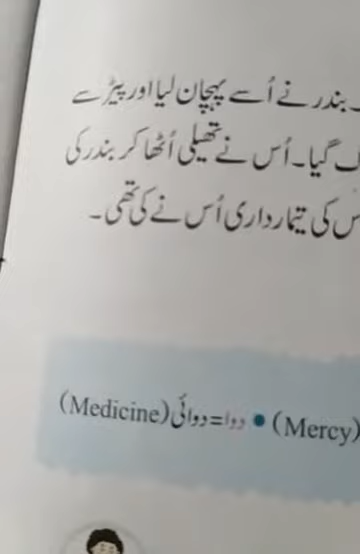 بندر نے اُسے پہچان لیا اور پیڑ سے
گیا۔ اُس نے تھیلی اُٹھا کر بندر کی
کی تیمارداری اُس نے کی تھی۔
(Mercy) ● دوا = دوائی (Medicine)